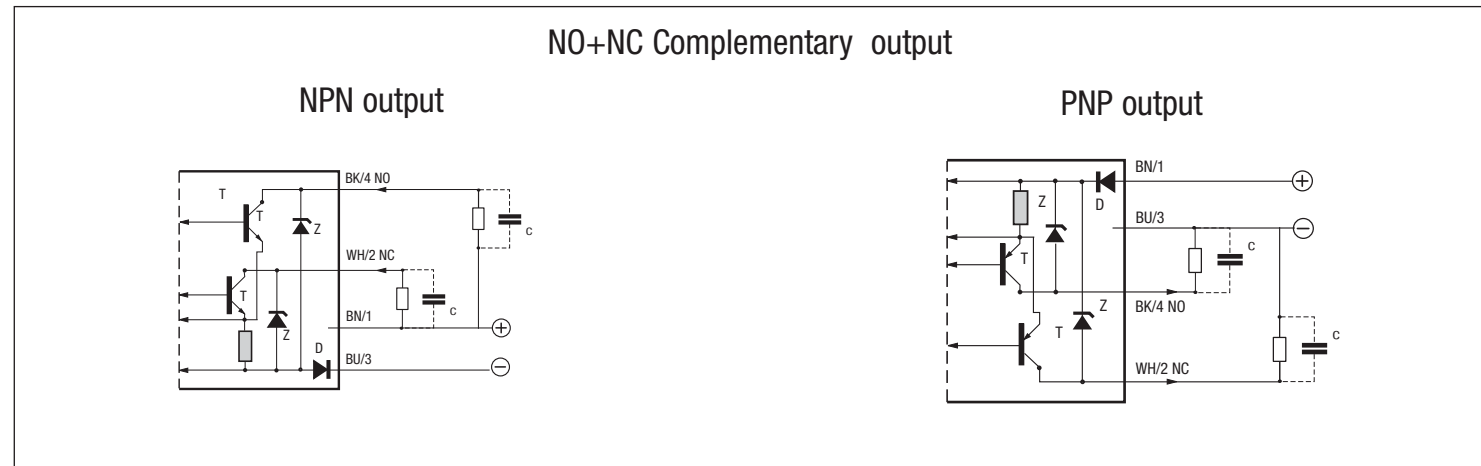 NO+NC Complementary output
NPN output
PNP output
T
BK/4 NO
T
Z
C
WH/2 NC
T
Z
C
BN/1
+
D
BU/3
−
BN/1
+
Z
D
BU/3
−
T
C
BK/4 NO
T
Z
C
WH/2 NC